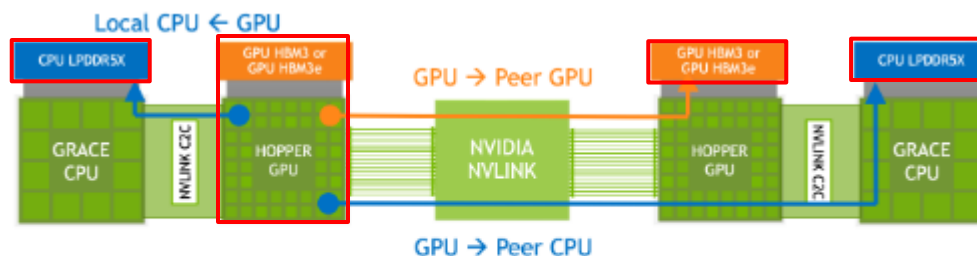 Local CPU ← GPU
CPU LPDDR5X
GPU HBM3 or
GPU HBM3e
GPU → Peer GPU
GPU HBM3 or
GPU HBM3e
CPU LPDDR5X
GRACE
CPU
NVLINK C2C
HOPPER
GPU
NVIDIA
NVLINK
HOPPER
GPU
NVLINK C2C
GRACE
CPU
GPU → Peer CPU